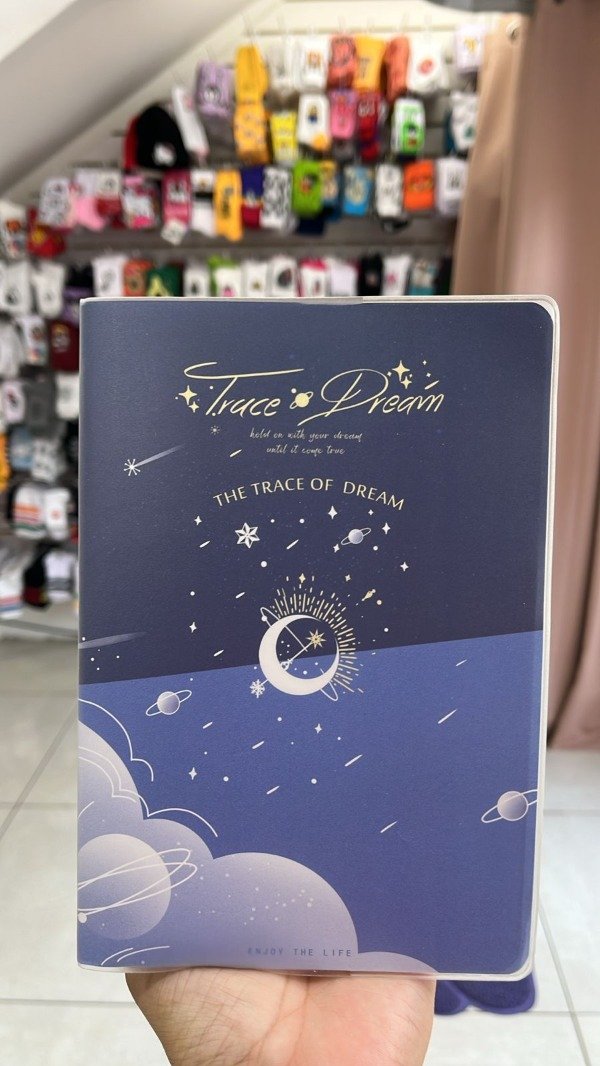 Trace Dream
hold on with your dream
until it come true
THE TRACE OF DREAM
ENJOY THE LIFE